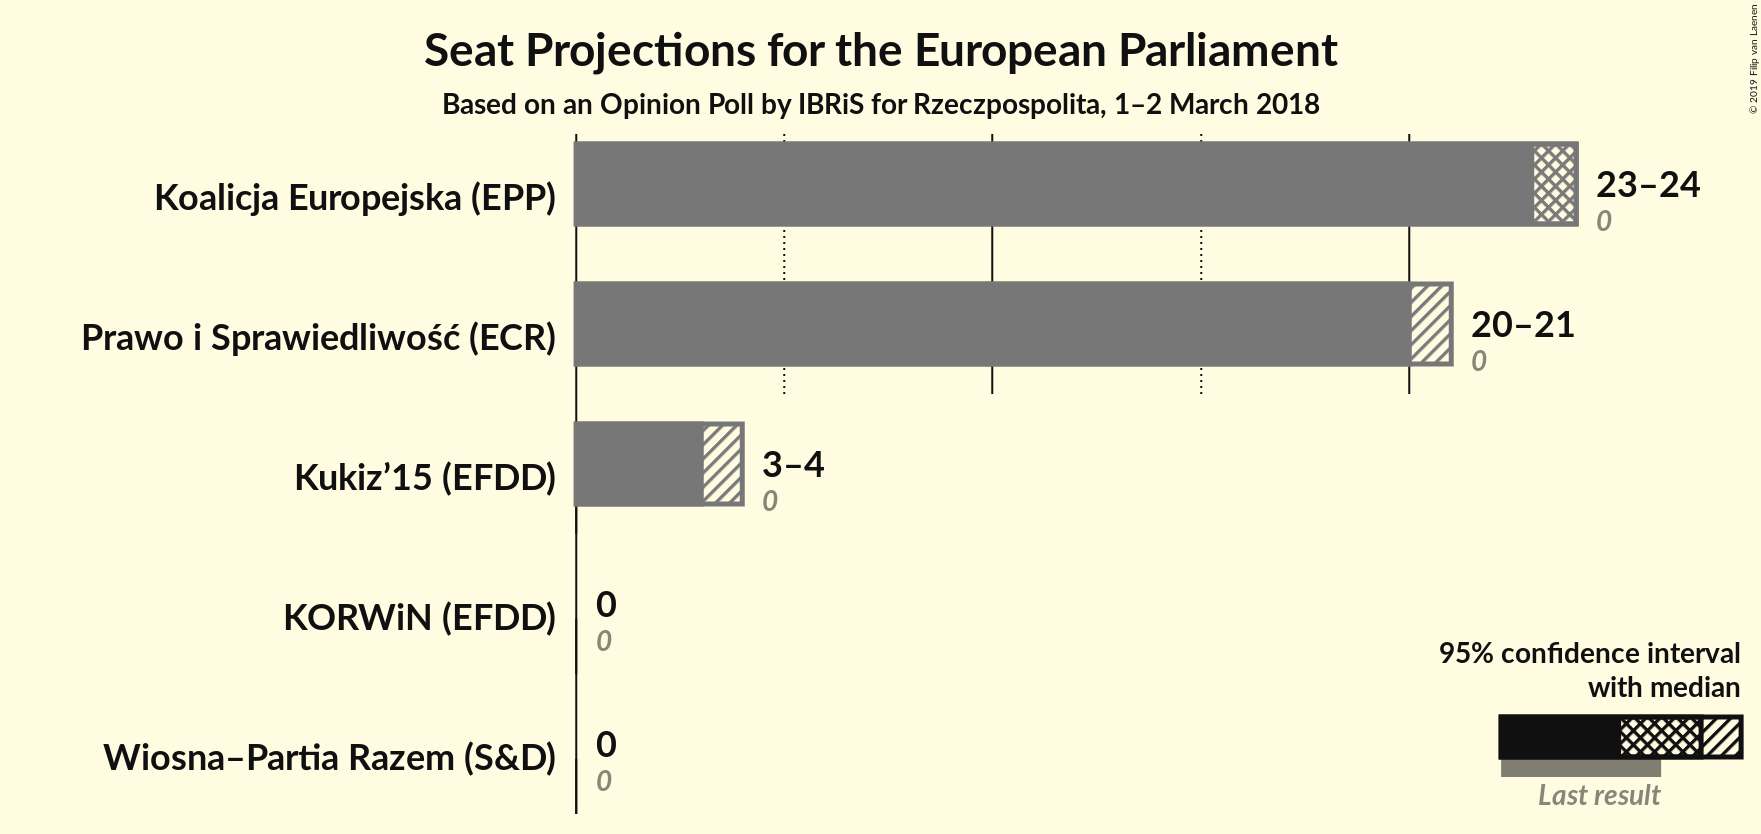 Seat Projections for the European Parliament
Based on an Opinion Poll by IBRiS for Rzeczpospolita, 1–2 March 2018
© 2019 Filip van Laenen
Koalicja Europejska (EPP)
23–24
0
Prawo i Sprawiedliwość (ECR)
20–21
0
Kukiz’15 (EFDD)
3–4
0
KORWiN (EFDD)
0
0
Wiosna–Partia Razem (S&D)
0
0
95% confidence interval
with median
Last result